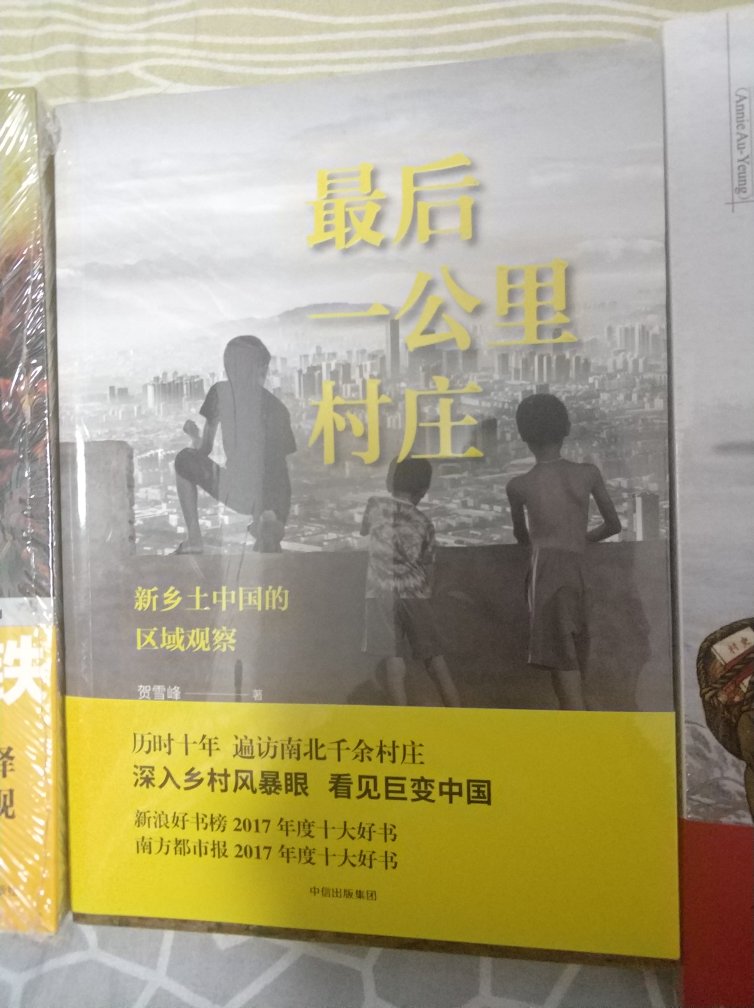 最后
一公里
村庄
新乡土中国的
区域观察
贺雪峰 著
历时十年 遍访南北千余村庄
深入乡村风暴眼 看见巨变中国
新浪好书榜 2017 年度十大好书
南方都市报 2017 年度十大好书
中信出版集团
(Annie Au-Yeung)